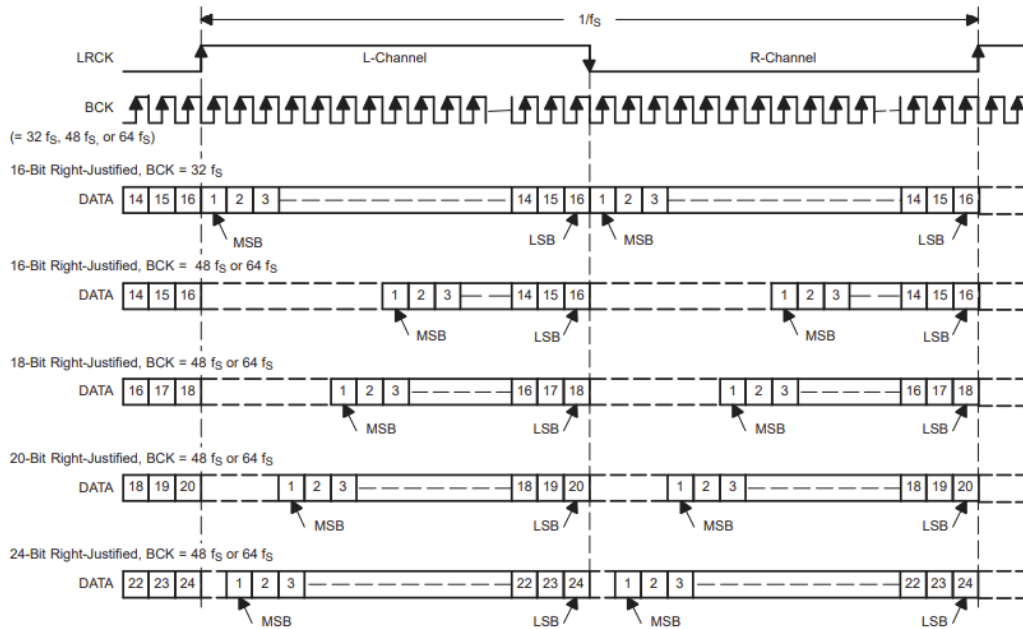 1/fS
LRCK L-Channel R-Channel
BCK
(= 32 fS, 48 fS, or 64 fS)
16-Bit Right-Justified, BCK = 32 fS
DATA 14 15 16 1 2 3 14 15 16 1 2 3 14 15 16
MSB LSB MSB LSB
16-Bit Right-Justified, BCK = 48 fS or 64 fS
DATA 14 15 16 1 2 3 14 15 16 1 2 3 14 15 16
MSB LSB MSB LSB
18-Bit Right-Justified, BCK = 48 fS or 64 fS
DATA 16 17 18 1 2 3 16 17 18 1 2 3 16 17 18
MSB LSB MSB LSB
20-Bit Right-Justified, BCK = 48 fS or 64 fS
DATA 18 19 20 1 2 3 18 19 20 1 2 3 18 19 20
MSB LSB MSB LSB
24-Bit Right-Justified, BCK = 48 fS or 64 fS
DATA 22 23 24 1 2 3 22 23 24 1 2 3 22 23 24
MSB LSB MSB LSB